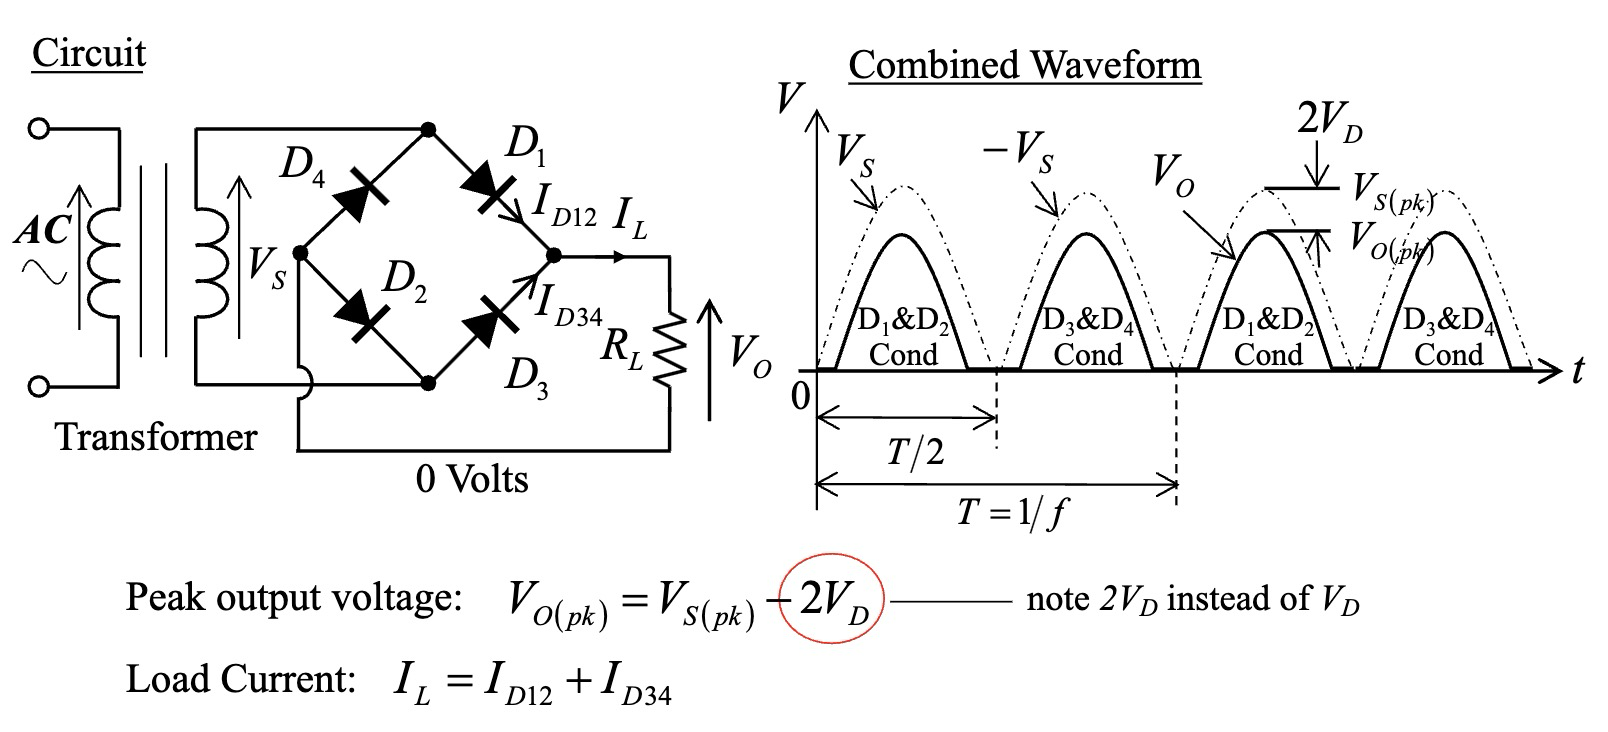 Circuit
Combined Waveform
AC
V_S
D_4
D_1
D_2
D_3
I_D12
I_L
I_D34
R_L
V_O
Transformer
0 Volts
V
V_S
−V_S
V_O
2V_D
V_S(pk)
V_O(pk)
D_1&D_2
Cond
D_3&D_4
Cond
D_1&D_2
Cond
D_3&D_4
Cond
0
t
T/2
T = 1/f
Peak output voltage: V_O(pk) = V_S(pk) − 2V_D note 2V_D instead of V_D
Load Current: I_L = I_D12 + I_D34